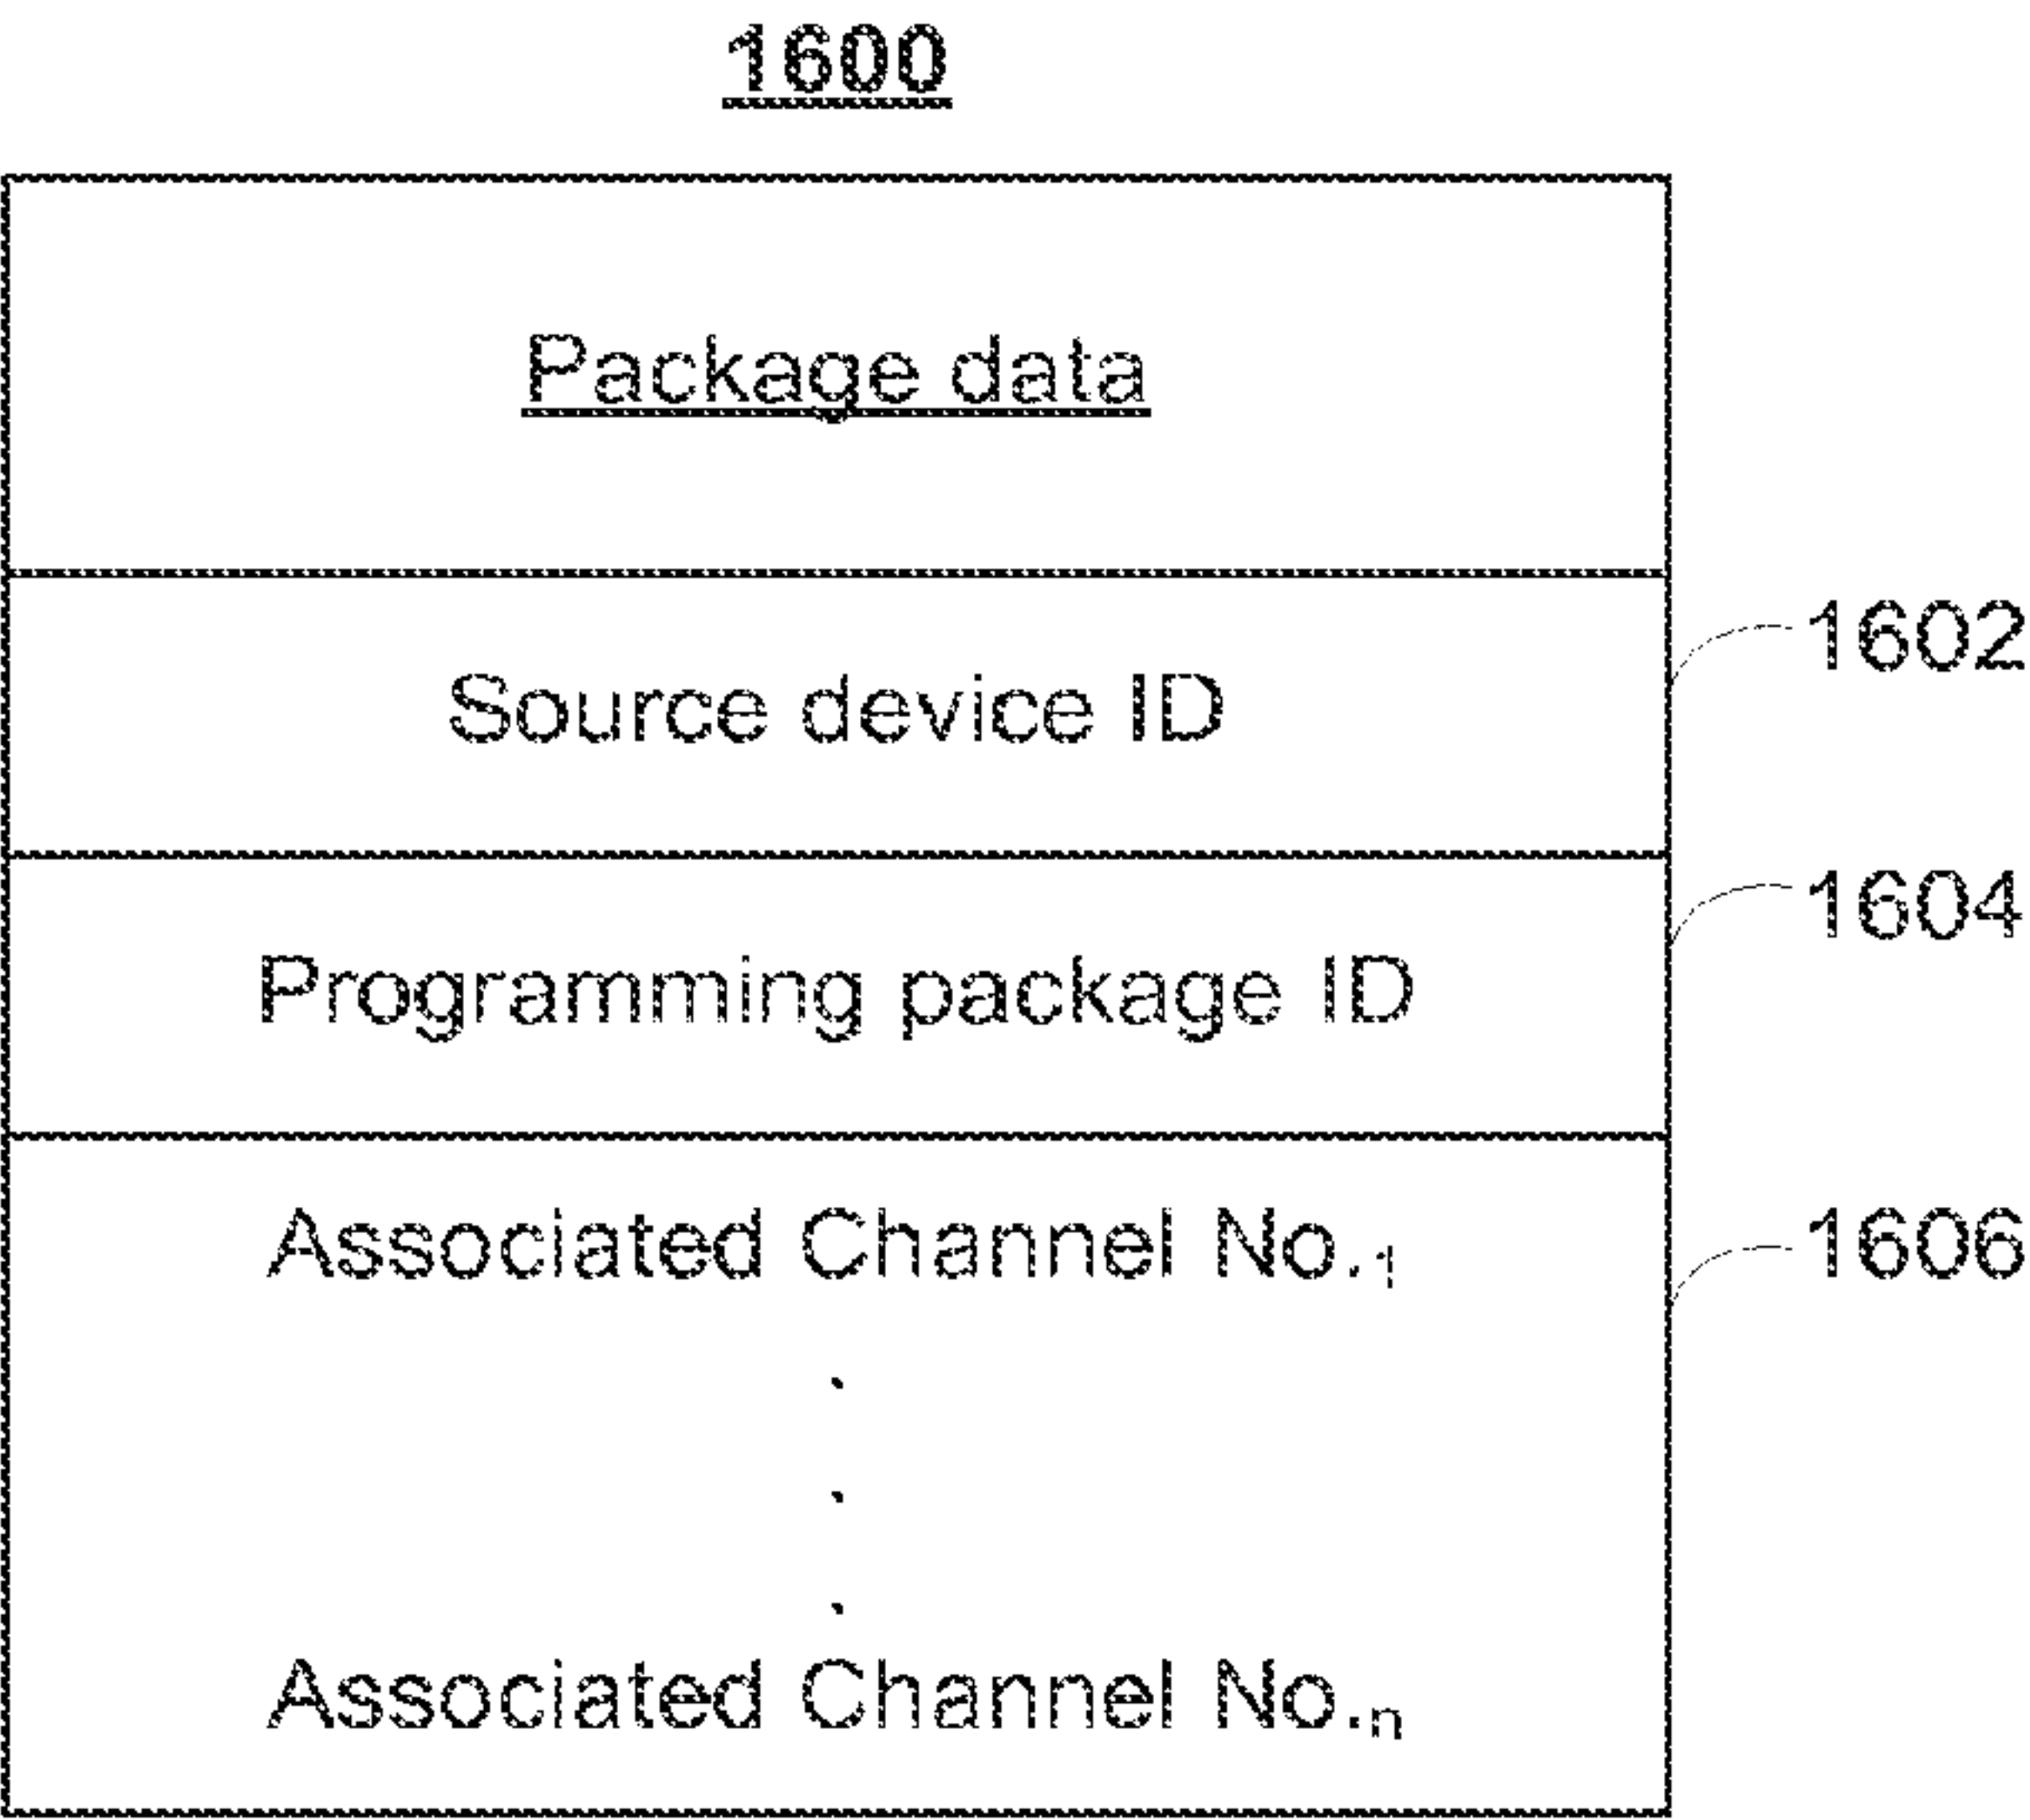 1600
Package data
Source device ID
1602
Programming package ID
1604
Associated Channel No.1
1606
.
.
.
Associated Channel No.n